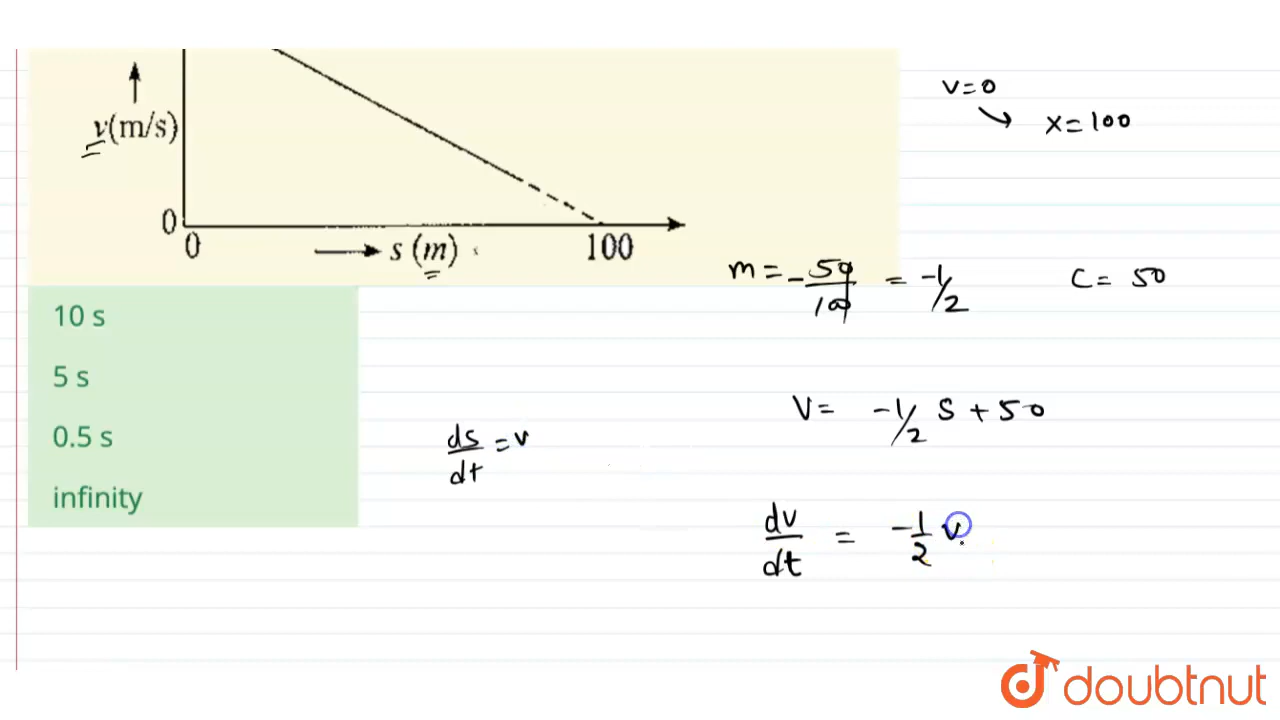 v(m/s)
0
0
s (m)
100
v=0
x=100
m = -50/100 = -1/2
C = 50
10 s
5 s
0.5 s
infinity
V = -1/2 S + 50
ds/dt = v
dv/dt = -1/2 v
doubtnut